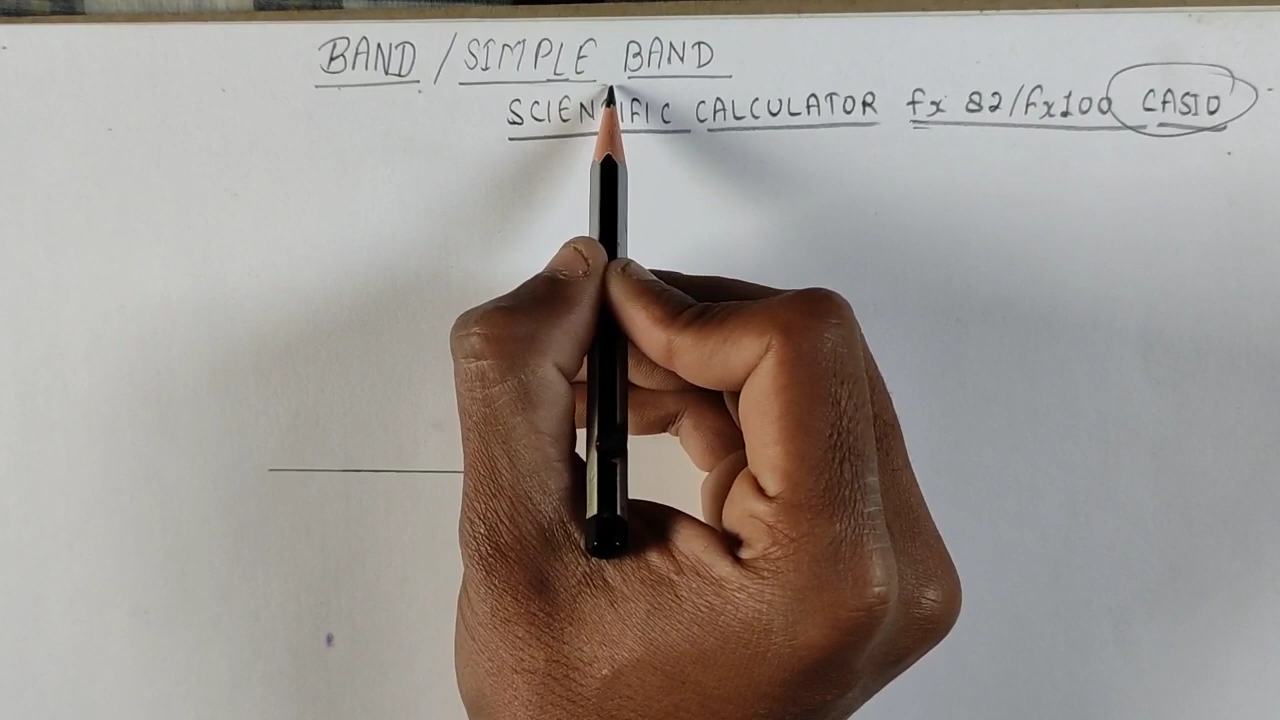 BAND / SIMPLE BAND
SCIENTIFIC CALCULATOR fx 82/fx100 CASIO